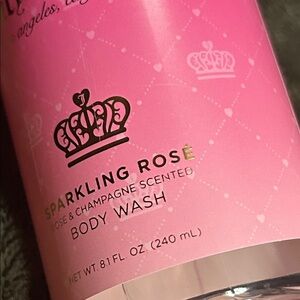 angeles,
SPARKLING ROSÉ
ROSE & CHAMPAGNE SCENTED
BODY WASH
NET WT. 8.1 FL. OZ. (240 mL)